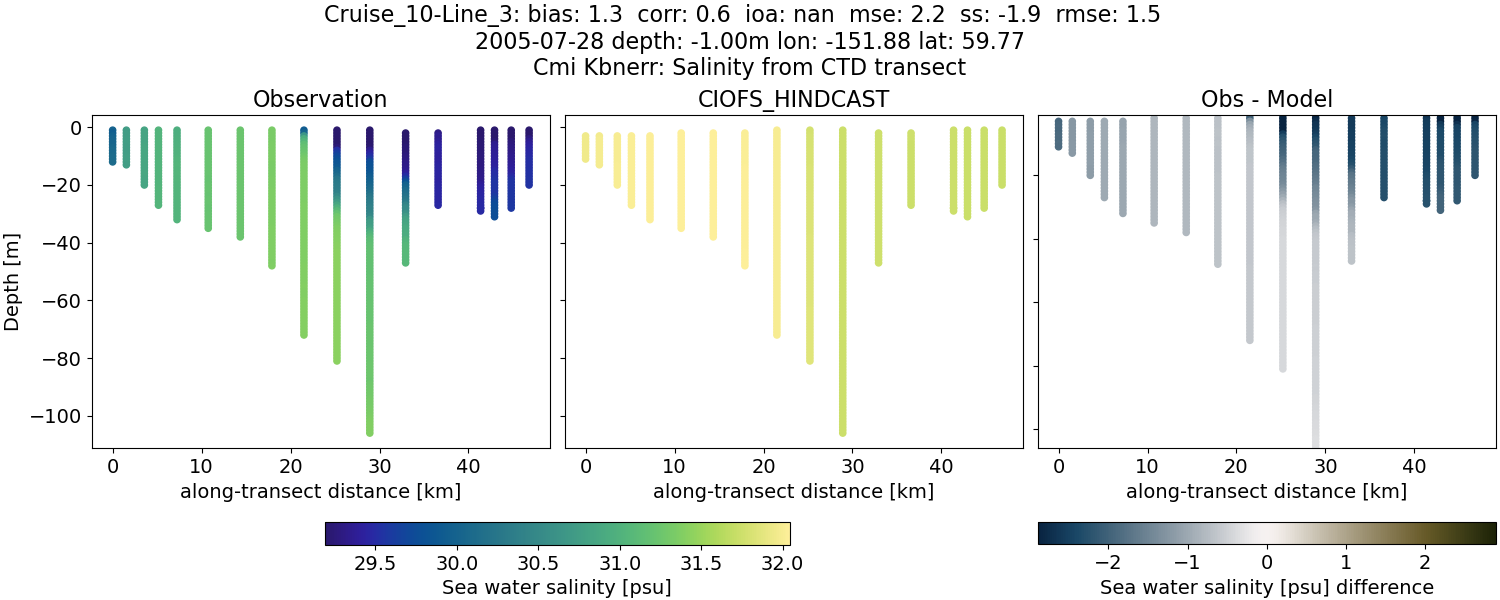 Cruise_10-Line_3: bias: 1.3  corr: 0.6  ioa: nan  mse: 2.2  ss: -1.9  rmse: 1.5
2005-07-28 depth: -1.00m lon: -151.88 lat: 59.77
Cmi Kbnerr: Salinity from CTD transect
Observation
CIOFS_HINDCAST
Obs - Model
Depth [m]
0
−20
−40
−60
−80
−100
0 10 20 30 40
0 10 20 30 40
0 10 20 30 40
along-transect distance [km]
along-transect distance [km]
along-transect distance [km]
29.5 30.0 30.5 31.0 31.5 32.0
Sea water salinity [psu]
−2 −1 0 1 2
Sea water salinity [psu] difference